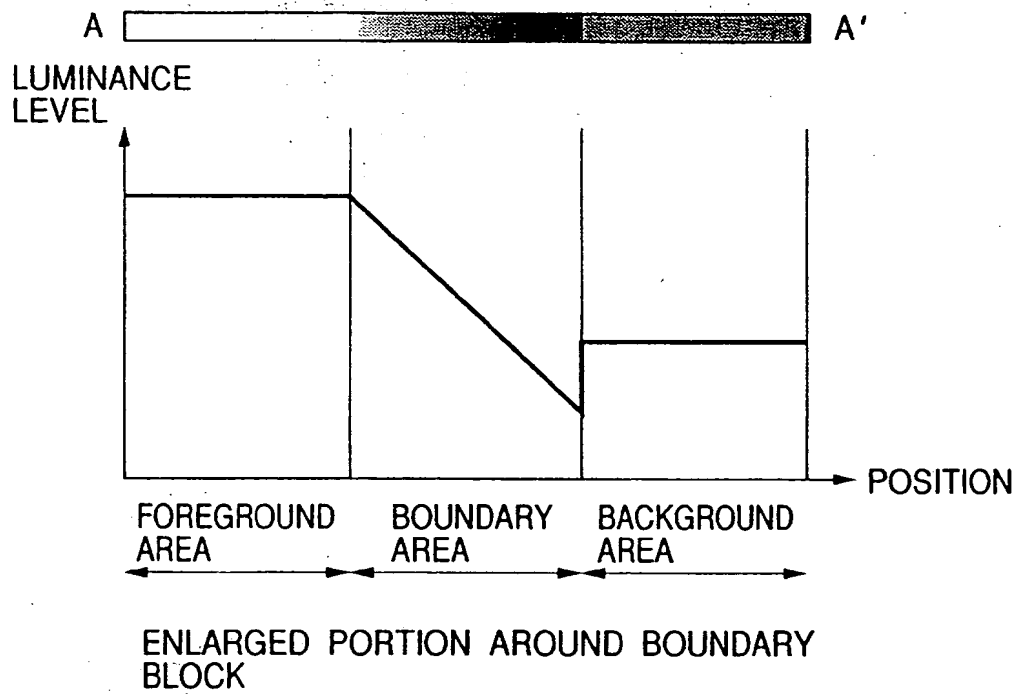 A A'
LUMINANCE
LEVEL
POSITION
FOREGROUND
AREA
BOUNDARY
AREA
BACKGROUND
AREA
ENLARGED PORTION AROUND BOUNDARY
BLOCK